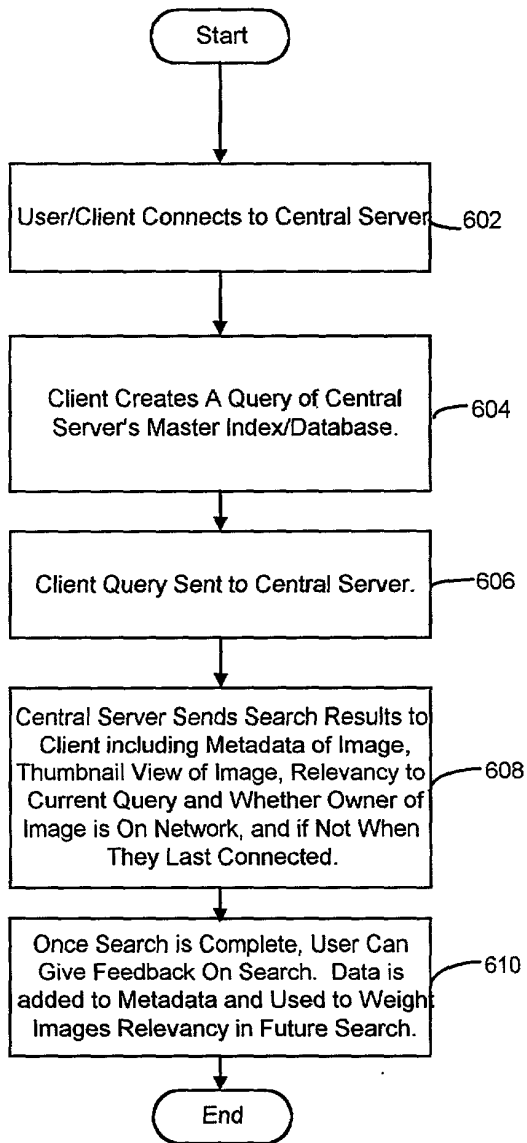 Start
User/Client Connects to Central Server
602
Client Creates A Query of Central
Server's Master Index/Database.
604
Client Query Sent to Central Server.
606
Central Server Sends Search Results to
Client including Metadata of Image,
Thumbnail View of Image, Relevancy to
Current Query and Whether Owner of
Image is On Network, and if Not When
They Last Connected.
608
Once Search is Complete, User Can
Give Feedback On Search. Data is
added to Metadata and Used to Weight
Images Relevancy in Future Search.
610
End